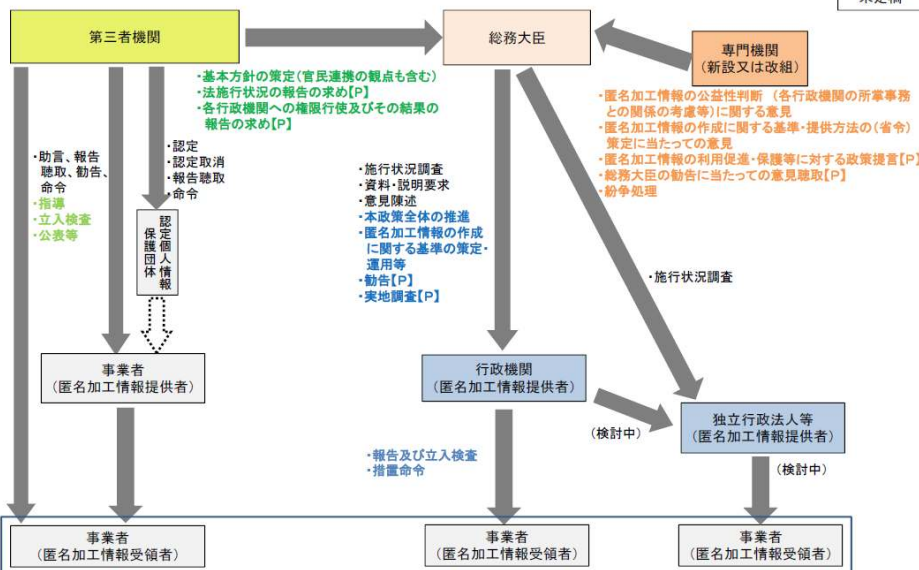 未定稿
第三者機関
総務大臣
専門機関
(新設又は改組)
・基本方針の策定(官民連携の観点も含む)
・法施行状況の報告の求め【P】
・各行政機関への権限行使及びその結果の
報告の求め【P】
・匿名加工情報の公益性判断 (各行政機関の所掌事務
との関係の考慮等)に関する意見
・匿名加工情報の作成に関する基準・提供方法の(省令)
策定に当たっての意見
・匿名加工情報の利用促進・保護等に対する政策提言【P】
・総務大臣の勧告に当たっての意見聴取【P】
・紛争処理
・助言、報告
聴取、勧告、
命令
・指導
・立入検査
・公表等
・認定
・認定取消
・報告聴取
・命令
認定個人情報
保護団体
・施行状況調査
・資料・説明要求
・意見陳述
・本政策全体の推進
・匿名加工情報の作成
に関する基準の策定・
運用等
・勧告【P】
・実地調査【P】
・施行状況調査
事業者
(匿名加工情報提供者)
行政機関
(匿名加工情報提供者)
(検討中)
独立行政法人等
(匿名加工情報提供者)
・報告及び立入検査
・措置命令
(検討中)
事業者
(匿名加工情報受領者)
事業者
(匿名加工情報受領者)
事業者
(匿名加工情報受領者)